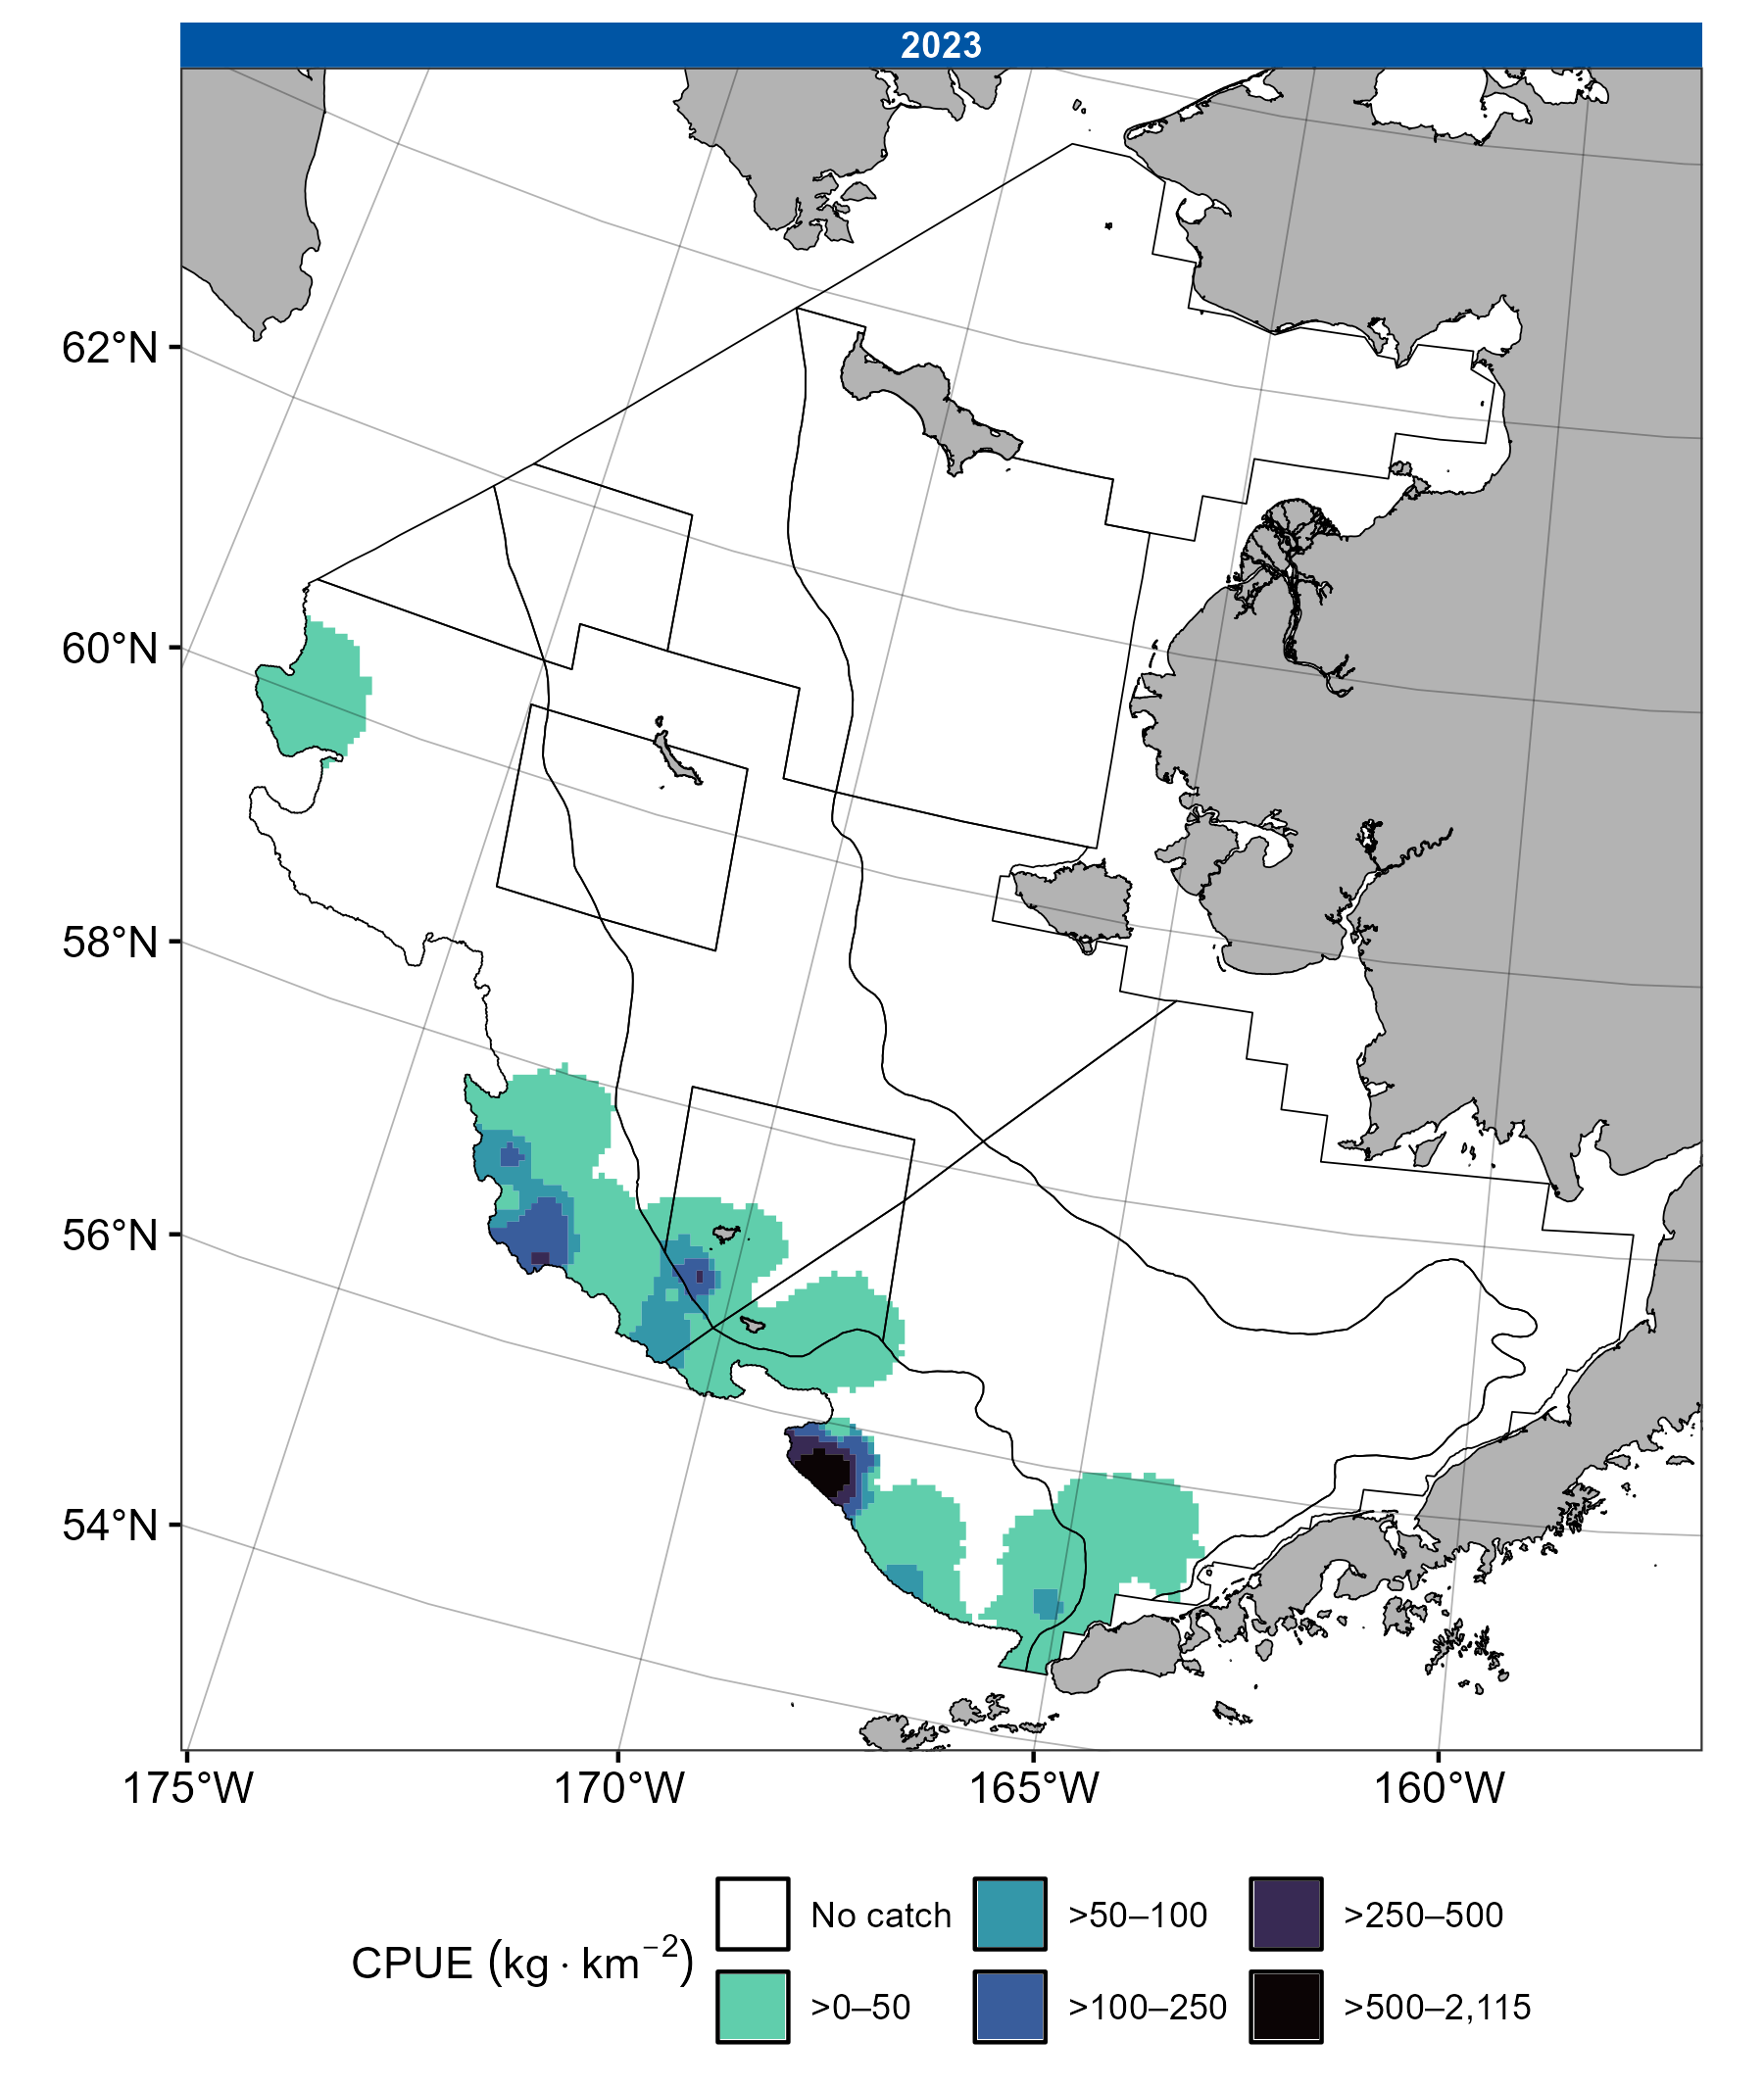 2023
62°N
60°N
58°N
56°N
54°N
175°W 170°W 165°W 160°W
CPUE (kg · km⁻²)
No catch >50–100 >250–500
>0–50 >100–250 >500–2,115